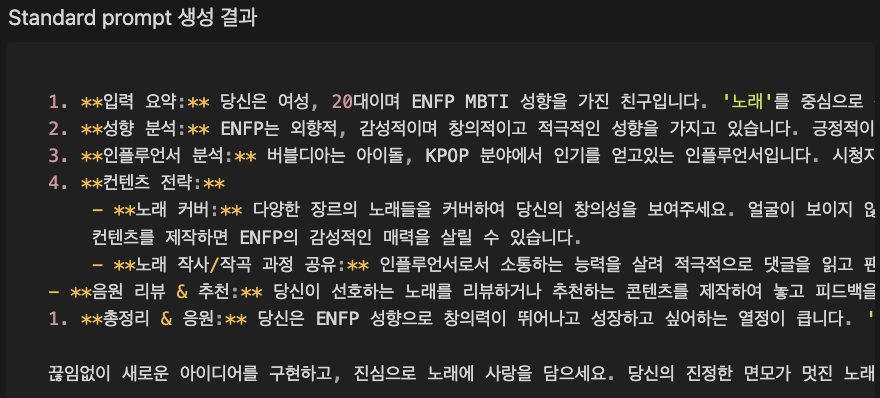 Standard prompt 생성 결과
1. **입력 요약:** 당신은 여성, 20대이며 ENFP MBTI 성향을 가진 친구입니다. '노래'를 중심으로
2. **성향 분석:** ENFP는 외향적, 감성적이며 창의적이고 적극적인 성향을 가지고 있습니다. 긍정적이
3. **인플루언서 분석:** 버블디아는 아이돌, KPOP 분야에서 인기를 얻고있는 인플루언서입니다. 시청자
4. **컨텐츠 전략:**
- **노래 커버:** 다양한 장르의 노래들을 커버하여 당신의 창의성을 보여주세요. 얼굴이 보이지 않
컨텐츠를 제작하면 ENFP의 감성적인 매력을 살릴 수 있습니다.
- **노래 작사/작곡 과정 공유:** 인플루언서로서 소통하는 능력을 살려 적극적으로 댓글을 읽고 팬
- **음원 리뷰 & 추천:** 당신이 선호하는 노래를 리뷰하거나 추천하는 콘텐츠를 제작하여 놓고 피드백을
1. **총정리 & 응원:** 당신은 ENFP 성향으로 창의력이 뛰어나고 성장하고 싶어하는 열정이 큽니다. '
끊임없이 새로운 아이디어를 구현하고, 진심으로 노래에 사랑을 담으세요. 당신의 진정한 면모가 멋진 노래